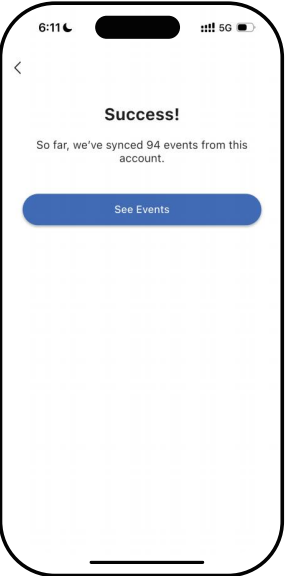 6:11
5G
Success!
So far, we've synced 94 events from this
account.
See Events